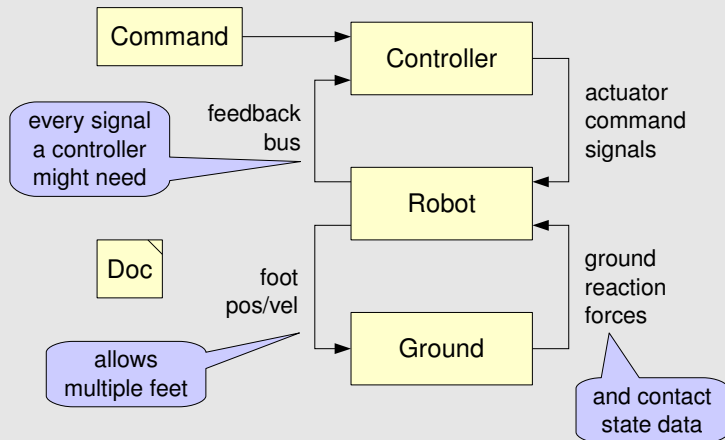 Command
Controller
every signal
a controller
might need
feedback
bus
actuator
command
signals
Robot
Doc
foot
pos/vel
ground
reaction
forces
allows
multiple feet
Ground
and contact
state data